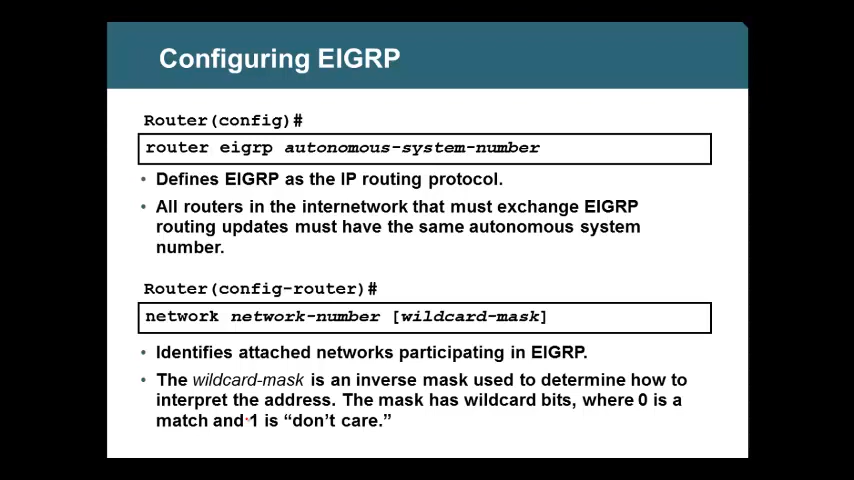 Configuring EIGRP
Router(config)#
router eigrp autonomous-system-number
• Defines EIGRP as the IP routing protocol.
• All routers in the internetwork that must exchange EIGRP
routing updates must have the same autonomous system
number.
Router(config-router)#
network network-number [wildcard-mask]
• Identifies attached networks participating in EIGRP.
• The wildcard-mask is an inverse mask used to determine how to
interpret the address. The mask has wildcard bits, where 0 is a
match and 1 is “don’t care.”